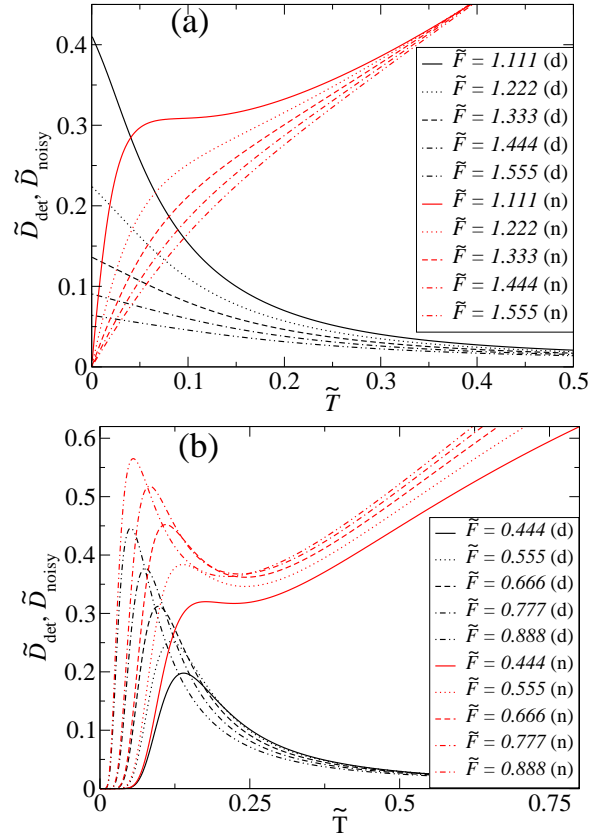 (a)
D̃det, D̃noisy
0.4
0.3
0.2
0.1
0
F̃ = 1.111 (d)
F̃ = 1.222 (d)
F̃ = 1.333 (d)
F̃ = 1.444 (d)
F̃ = 1.555 (d)
F̃ = 1.111 (n)
F̃ = 1.222 (n)
F̃ = 1.333 (n)
F̃ = 1.444 (n)
F̃ = 1.555 (n)
0 0.1 0.2 0.3 0.4 0.5
T̃
(b)
D̃det, D̃noisy
0.6
0.5
0.4
0.3
0.2
0.1
0
F̃ = 0.444 (d)
F̃ = 0.555 (d)
F̃ = 0.666 (d)
F̃ = 0.777 (d)
F̃ = 0.888 (d)
F̃ = 0.444 (n)
F̃ = 0.555 (n)
F̃ = 0.666 (n)
F̃ = 0.777 (n)
F̃ = 0.888 (n)
0 0.25 0.5 0.75
T̃